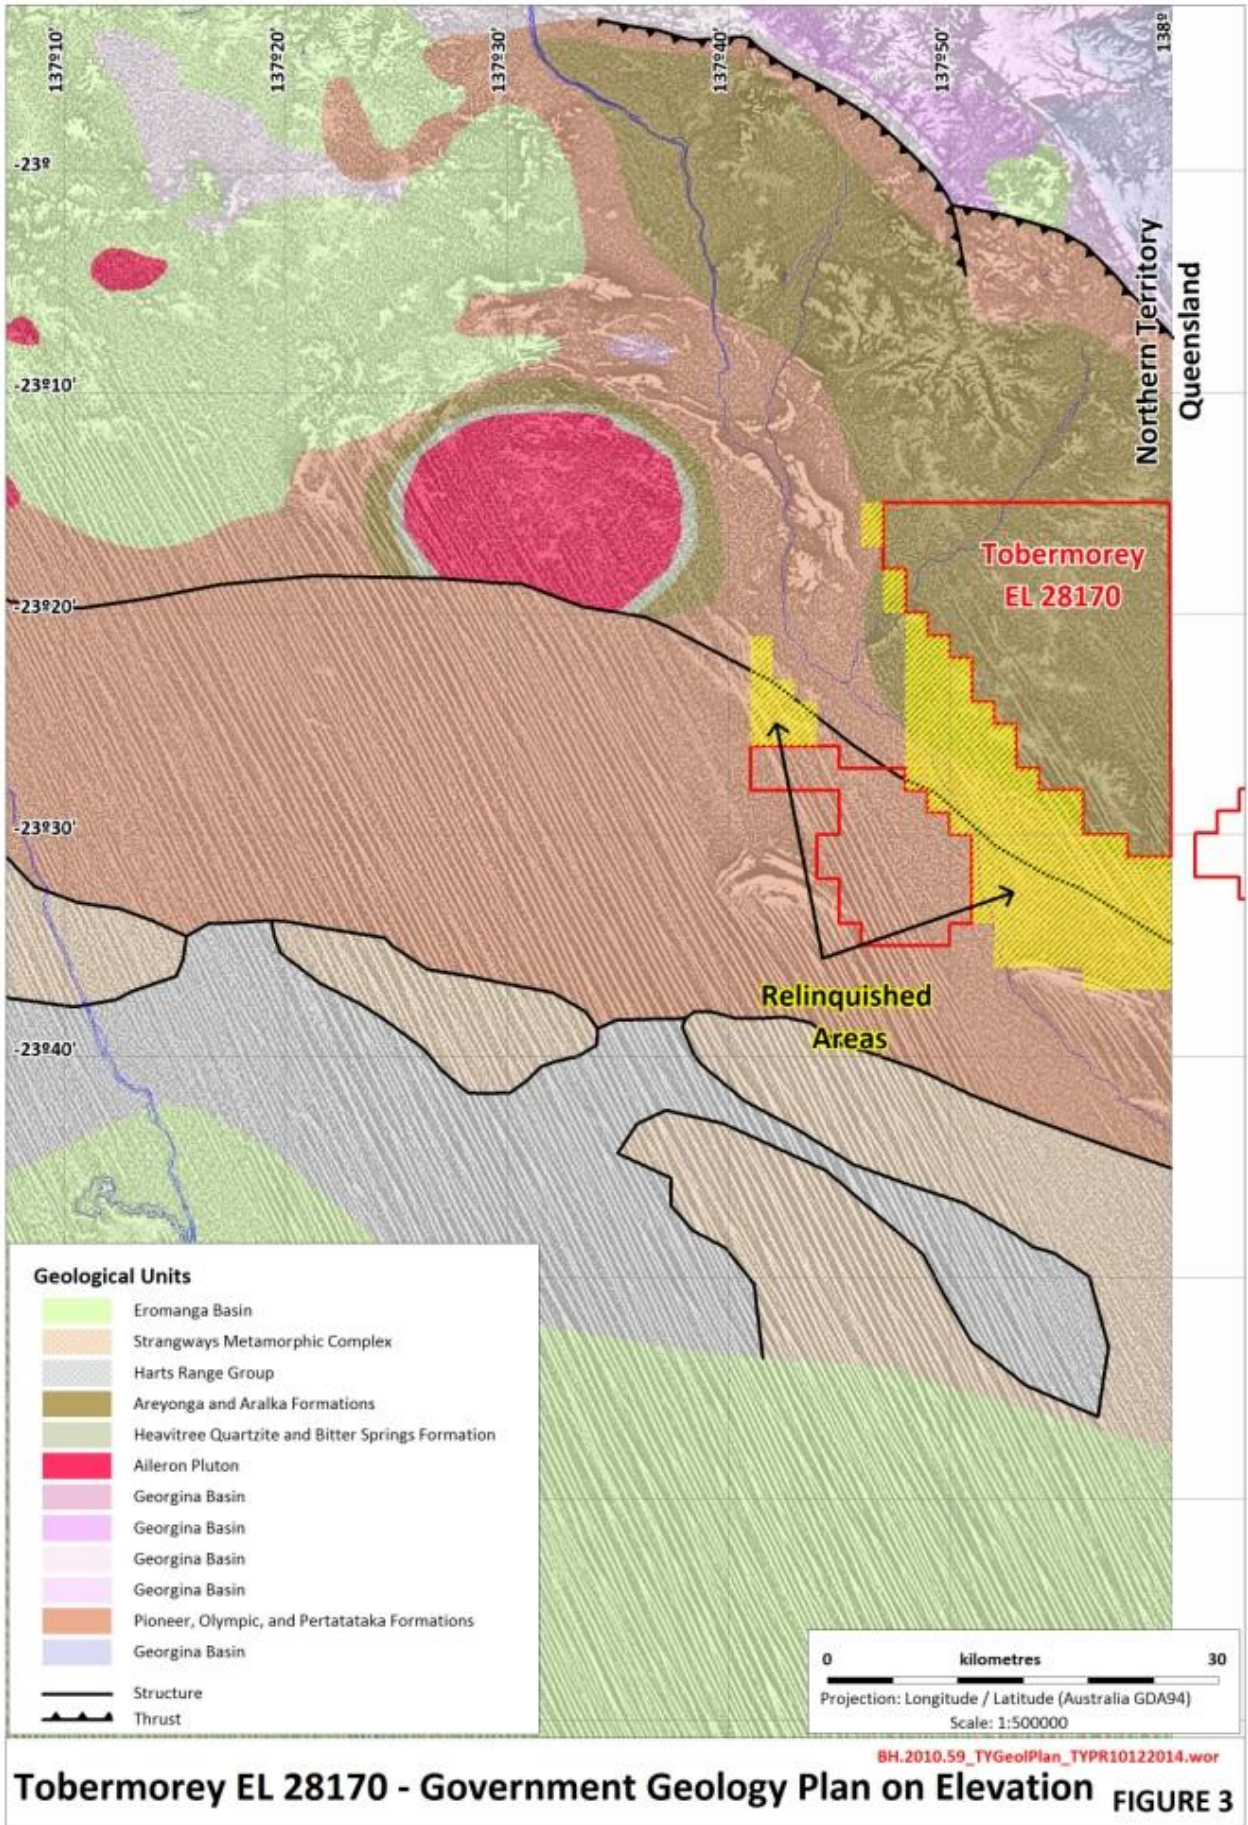 137º10'
137º20'
137º30'
137º40'
137º50'
138º
-23º
-23º10'
-23º20'
-23º30'
-23º40'
Northern Territory
Queensland
Tobermorey
EL 28170
Relinquished
Areas
Geological Units
Eromanga Basin
Strangways Metamorphic Complex
Harts Range Group
Areyonga and Aralka Formations
Heavitree Quartzite and Bitter Springs Formation
Aileron Pluton
Georgina Basin
Georgina Basin
Georgina Basin
Georgina Basin
Pioneer, Olympic, and Pertatataka Formations
Georgina Basin
Structure
Thrust
0 kilometres 30
Projection: Longitude / Latitude (Australia GDA94)
Scale: 1:500000
BH.2010.59_TYGeolPlan_TYPR10122014.wor
Tobermorey EL 28170 - Government Geology Plan on Elevation FIGURE 3